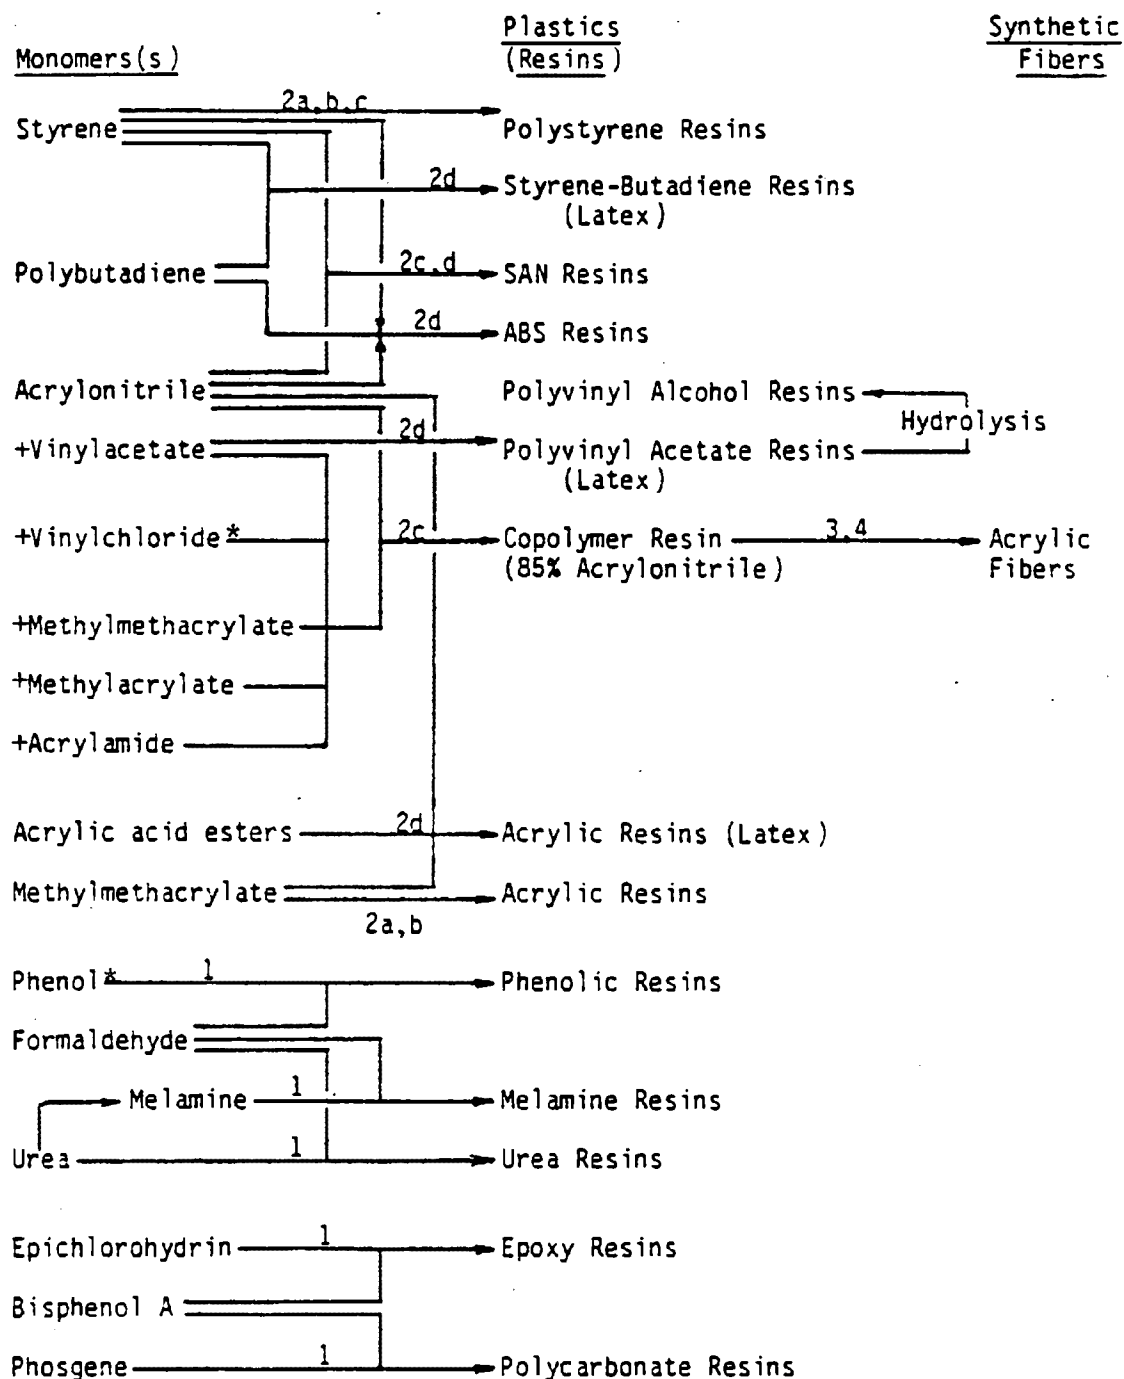 Plastics Synthetic
Monomers(s) (Resins) Fibers
2a,b,c
Styrene Polystyrene Resins
2d Styrene-Butadiene Resins
(Latex)
Polybutadiene 2c,d SAN Resins
2d ABS Resins
Acrylonitrile Polyvinyl Alcohol Resins
Hydrolysis
+Vinylacetate 2d Polyvinyl Acetate Resins
(Latex)
+Vinylchloride* 2c Copolymer Resin 3,4 Acrylic
(85% Acrylonitrile) Fibers
+Methylmethacrylate
+Methylacrylate
+Acrylamide
Acrylic acid esters 2d Acrylic Resins (Latex)
Methylmethacrylate Acrylic Resins
2a,b
Phenol* 1 Phenolic Resins
Formaldehyde
Melamine 1 Melamine Resins
Urea 1 Urea Resins
Epichlorohydrin 1 Epoxy Resins
Bisphenol A
Phosgene 1 Polycarbonate Resins